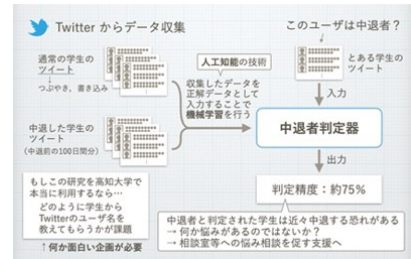 Twitter からデータ収集
このユーザは中退者？
通常の学生の
ツイート
つぶやき，書き込み
人工知能の技術
収集したデータを
正解データとして
入力することで
機械学習を行う
とある学生の
ツイート
入力
中退した学生の
ツイート
(中退前の100日間分)
中退者判定器
出力
判定精度：約75%
もしこの研究を高知大学で
本当に利用するなら…
どのように学生から
Twitterのユーザ名を
教えてもらうかが課題
↑ 何か面白い企画が必要
中退者と判定された学生は近々中退する恐れがある
→ 何か悩みがあるのではないか？
→ 相談室等への悩み相談を促す支援へ